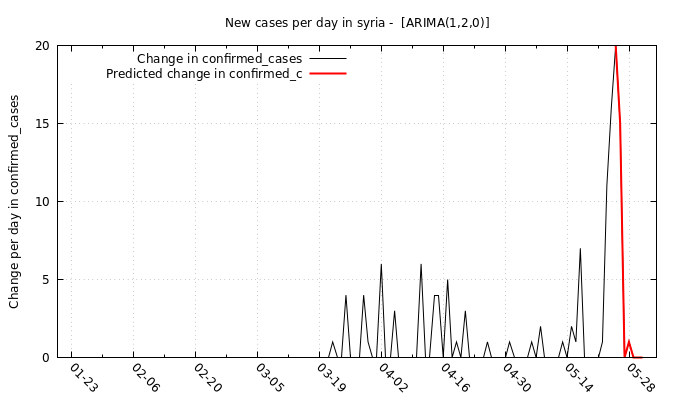 New cases per day in syria -  [ARIMA(1,2,0)]
Change in confirmed_cases
Predicted change in confirmed_c
Change per day in confirmed_cases
20
15
10
5
0
01-23 02-06 02-20 03-05 03-19 04-02 04-16 04-30 05-14 05-28